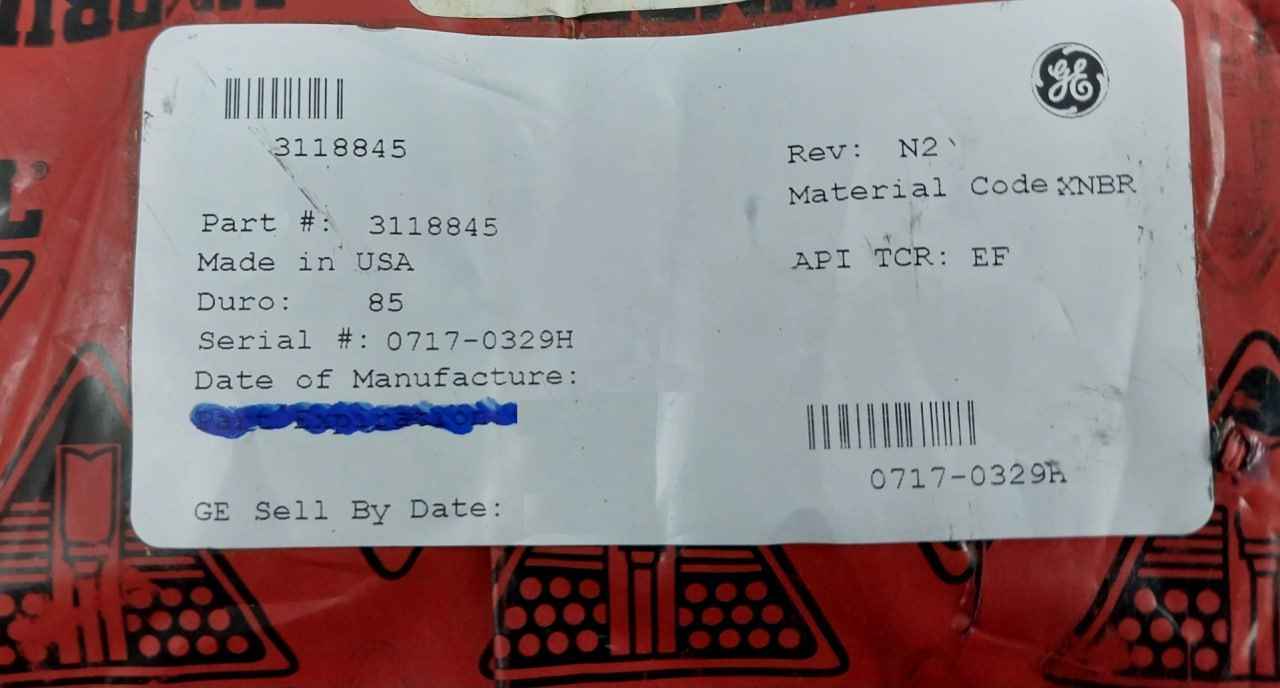 3118845
Part #: 3118845
Made in USA
Duro: 85
Serial #: 0717-0329H
Date of Manufacture:
GE Sell By Date:
GE
Rev: N2
Material Code XNBR
API TCR: EF
0717-0329H